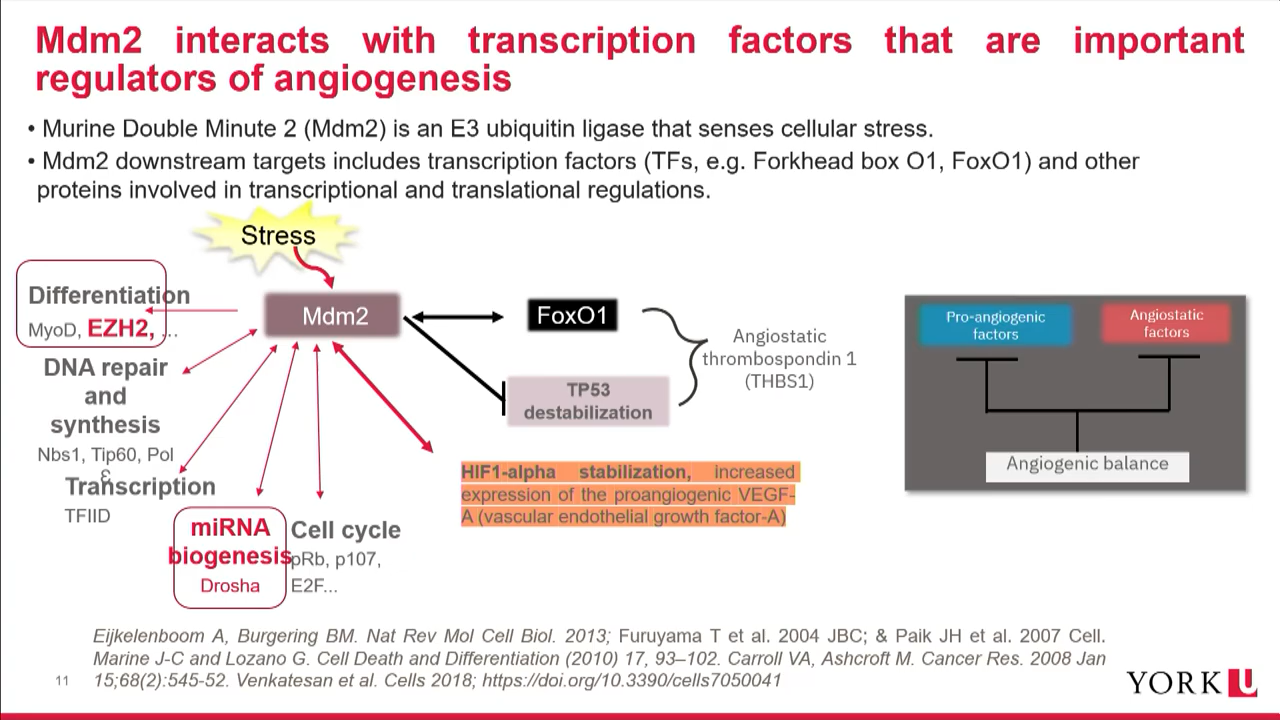 Mdm2 interacts with transcription factors that are important
regulators of angiogenesis
• Murine Double Minute 2 (Mdm2) is an E3 ubiquitin ligase that senses cellular stress.
• Mdm2 downstream targets includes transcription factors (TFs, e.g. Forkhead box O1, FoxO1) and other
proteins involved in transcriptional and translational regulations.
Stress
Differentiation
MyoD, EZH2, ...
DNA repair
and
synthesis
Nbs1, Tip60, Pol
ε
Transcription
TFIID
miRNA
biogenesis
Drosha
Cell cycle
pRb, p107,
E2F...
Mdm2
FoxO1
TP53
destabilization
Angiostatic
thrombospondin 1
(THBS1)
HIF1-alpha stabilization, increased
expression of the proangiogenic VEGF-
A (vascular endothelial growth factor-A)
Pro-angiogenic
factors
Angiostatic
factors
Angiogenic balance
Eijkelenboom A, Burgering BM. Nat Rev Mol Cell Biol. 2013; Furuyama T et al. 2004 JBC; & Paik JH et al. 2007 Cell.
Marine J-C and Lozano G. Cell Death and Differentiation (2010) 17, 93–102. Carroll VA, Ashcroft M. Cancer Res. 2008 Jan
15;68(2):545-52. Venkatesan et al. Cells 2018; https://doi.org/10.3390/cells7050041
11
YORK U